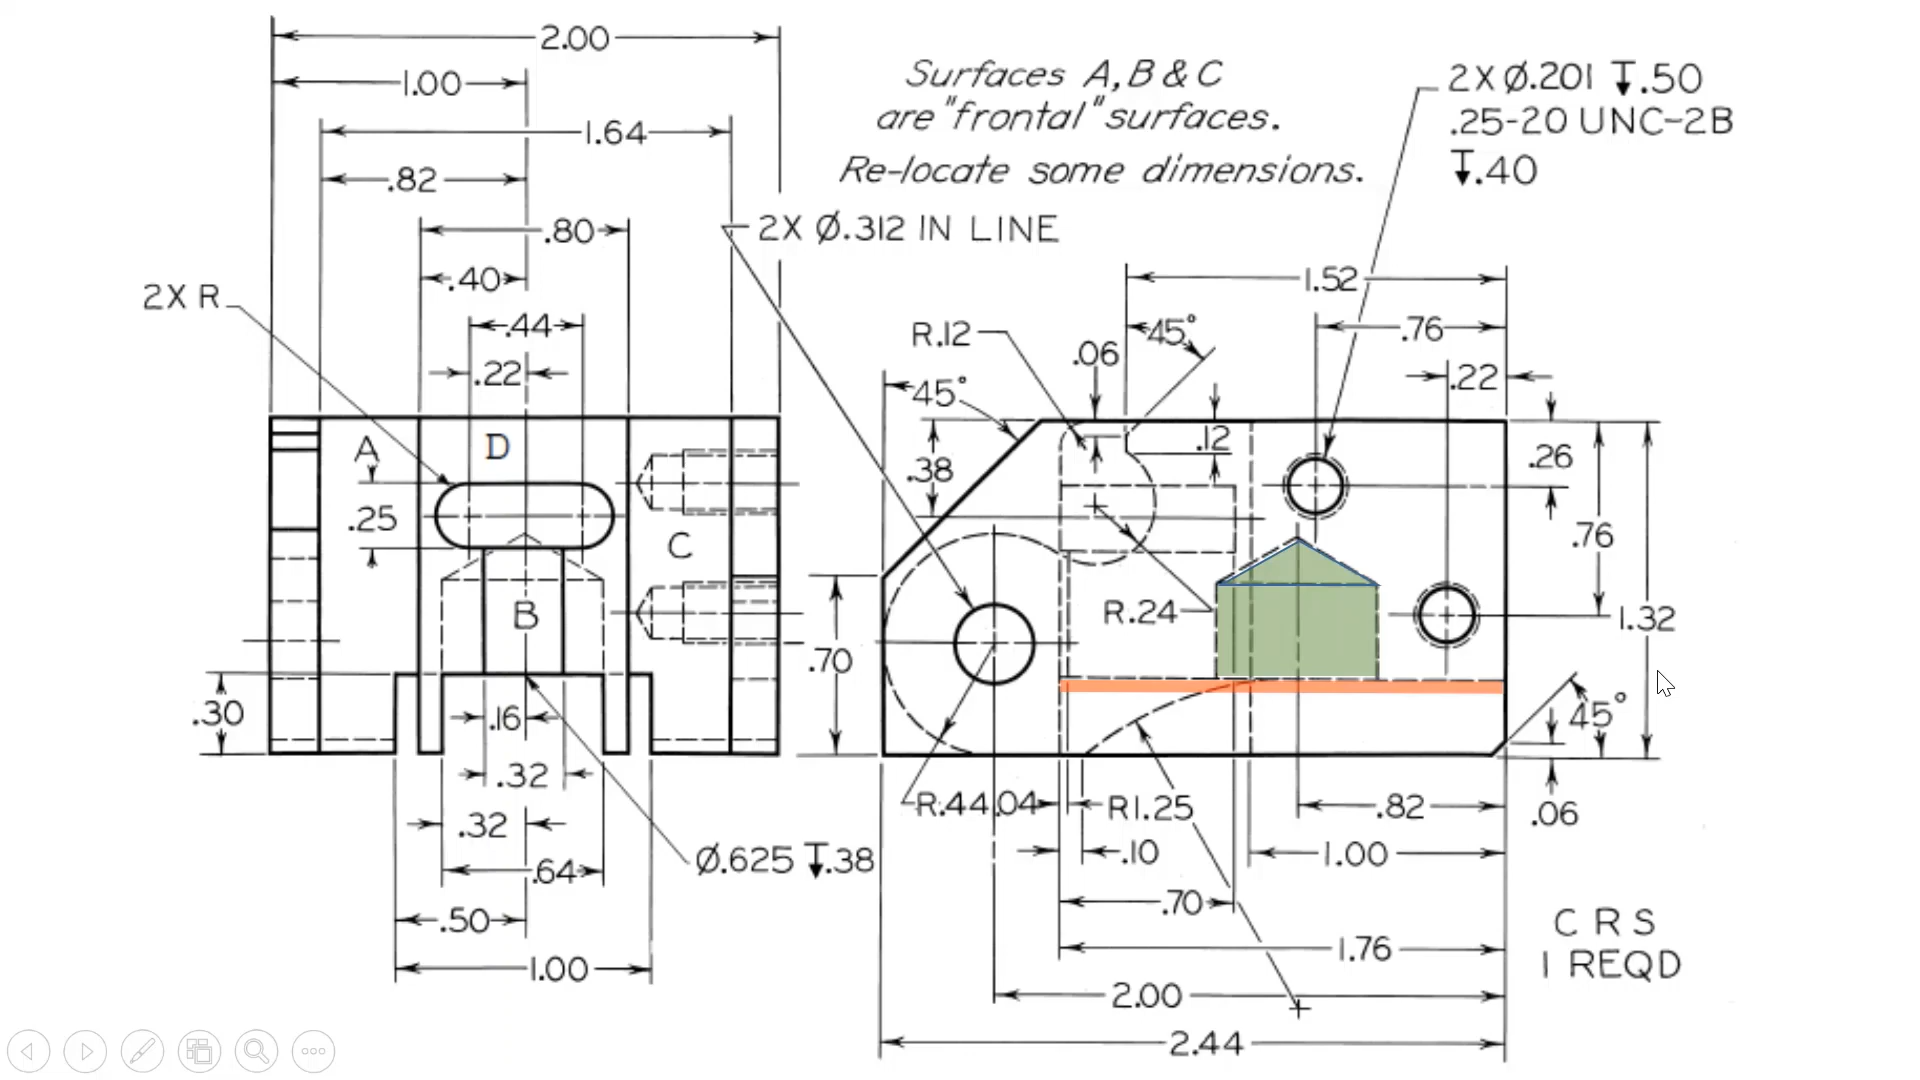 2.00
1.00
1.64
.82
.80
.40
2X R
.44
.22
A
D
.25
C
B
.30
.16
.32
.32
.64
.50
1.00
Ø.625 ↧.38
Surfaces A, B & C
are "frontal" surfaces.
Re-locate some dimensions.
2X Ø.312 IN LINE
2X Ø.201 ↧.50
.25-20 UNC-2B
↧.40
1.52
.76
.22
R.12
.06
45°
45°
.38
.12
.26
.76
1.32
R.24
.70
45°
.06
R.44
.04
R1.25
.82
.10
1.00
.70
1.76
2.00
2.44
C R S
1 REQD